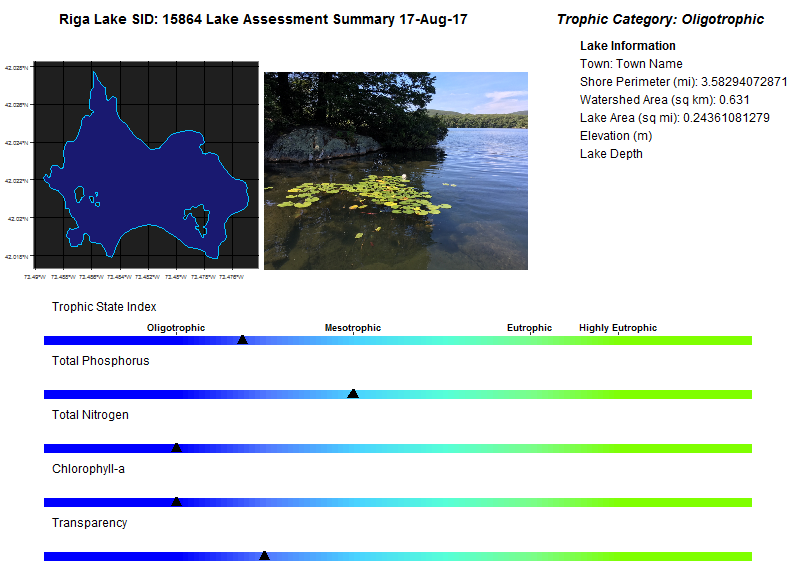 Riga Lake SID: 15864 Lake Assessment Summary 17-Aug-17
Trophic Category: Oligotrophic
Lake Information
Town: Town Name
Shore Perimeter (mi): 3.58294072871
Watershed Area (sq km): 0.631
Lake Area (sq mi): 0.24361081279
Elevation (m)
Lake Depth
42.028°N
42.026°N
42.024°N
42.022°N
42.02°N
42.018°N
73.49°W 73.488°W 73.486°W 73.484°W 73.482°W 73.48°W 73.478°W 73.476°W
Trophic State Index
Oligotrophic Mesotrophic Eutrophic Highly Eutrophic
Total Phosphorus
Total Nitrogen
Chlorophyll-a
Transparency